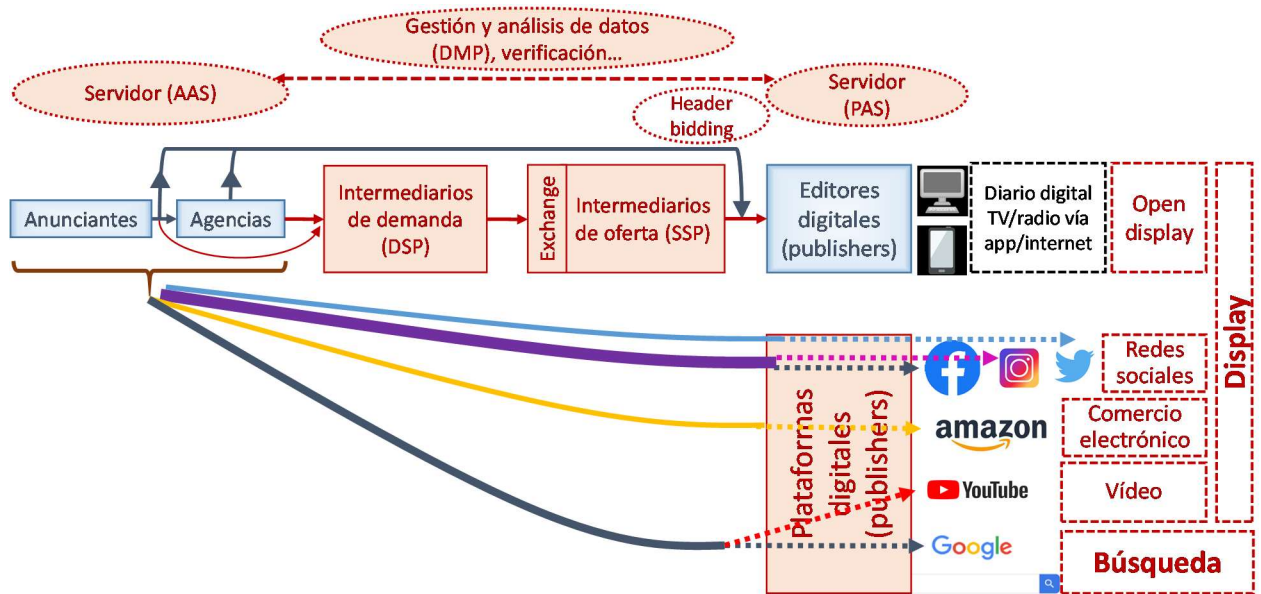 Gestión y análisis de datos
(DMP), verificación...
Servidor (AAS)
Servidor
(PAS)
Header
bidding
Anunciantes
Agencias
Intermediarios
de demanda
(DSP)
Exchange
Intermediarios
de oferta (SSP)
Editores
digitales
(publishers)
Diario digital
TV/radio vía
app/internet
Open
display
Display
Plataformas
digitales
(publishers)
Redes
sociales
amazon
Comercio
electrónico
YouTube
Vídeo
Google
Búsqueda